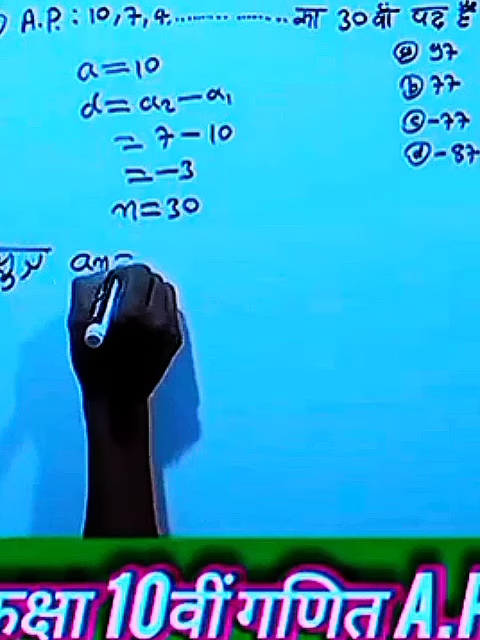 A.P. : 10, 7, 4, .................. का 30 वाँ पद है
(a) 97
(b) 77
(c) -77
(d) -87
a = 10
d = a₂ - a₁
= 7 - 10
= -3
n = 30
सूत्र an =
कक्षा 10वीं गणित A.P